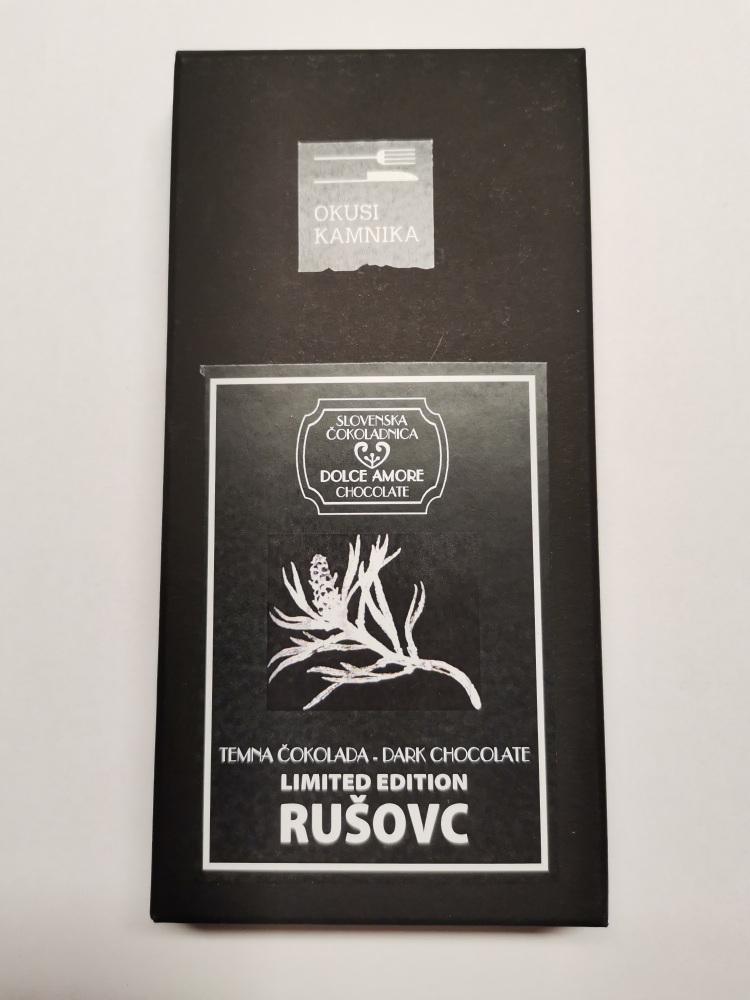 OKUSI
KAMNIKA
SLOVENSKA
ČOKOLADNICA
DOLCE AMORE
CHOCOLATE
TEMNA ČOKOLADA - DARK CHOCOLATE
LIMITED EDITION
RUŠOVC